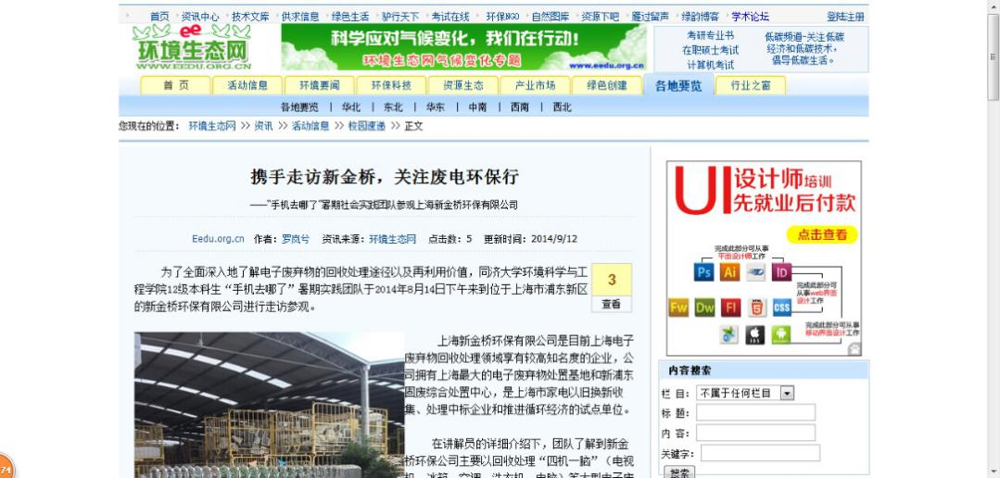 首页 资讯中心 技术文库 供求信息 绿色生活 驴行天下 考试在线 环保NGO 自然图库 资源下吧 雁过留声 绿韵博客 学术论坛 登陆注册
ee
环境生态网
WWW.EEDU.ORG.CN
科学应对气候变化，我们在行动！
环境生态网气候变化专题
www.eedu.org.cn
考研专业书
在职硕士考试
计算机考试
低碳频道-关注低碳
经济和低碳技术，
倡导低碳生活。
首 页 活动信息 环境要闻 环保科技 资源生态 产业市场 绿色创建 各地要览 行业之窗
各地要览 | 华北 | 东北 | 华东 | 中南 | 西南 | 西北
您现在的位置： 环境生态网 >> 资讯 >> 活动信息 >> 校园速递 >> 正文
携手走访新金桥，关注废电环保行
——“手机去哪了”暑期社会实践团队参观上海新金桥环保有限公司
Eedu.org.cn 作者：罗岚兮 资讯来源：环境生态网 点击数：5 更新时间：2014/9/12
为了全面深入地了解电子废弃物的回收处理途径以及再利用价值，同济大学环境科学与工
程学院12级本科生“手机去哪了”暑期实践团队于2014年8月14日下午来到位于上海市浦东新区
的新金桥环保有限公司进行走访参观。
3
查看
上海新金桥环保有限公司是目前上海电子
废弃物回收处理领域享有较高知名度的企业，公
司拥有上海最大的电子废弃物处置基地和新浦东
固废综合处置中心，是上海市家电以旧换新收
集、处理中标企业和推进循环经济的试点单位。
在讲解员的详细介绍下，团队了解到新金
桥环保公司主要以回收处理“四机一脑”（电视
机、冰箱、空调、洗衣机、电脑）等大型电子废
UI设计师培训
先就业后付款
点击查看
完成此部分可从事
平面设计师工作
Ps Ai Id
完成此部分可
从事web界面
设计工作
Fw Dw Fl 5 CSS
完成此部分可从事
移动界面设计工作
iOS
内容搜索
栏 目： 不属于任何栏目
标 题：
内 容：
关键字：
搜索
74